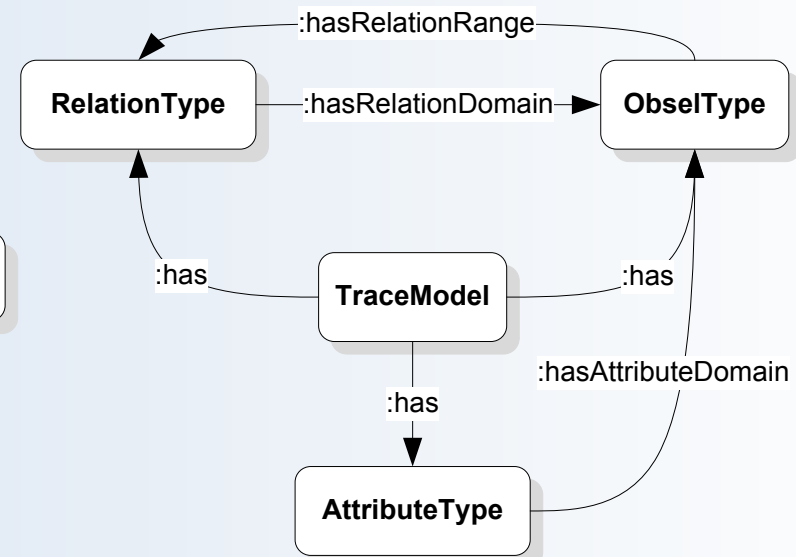 :hasRelationRange
RelationType
:hasRelationDomain
ObselType
:has
TraceModel
:has
:hasAttributeDomain
:has
AttributeType